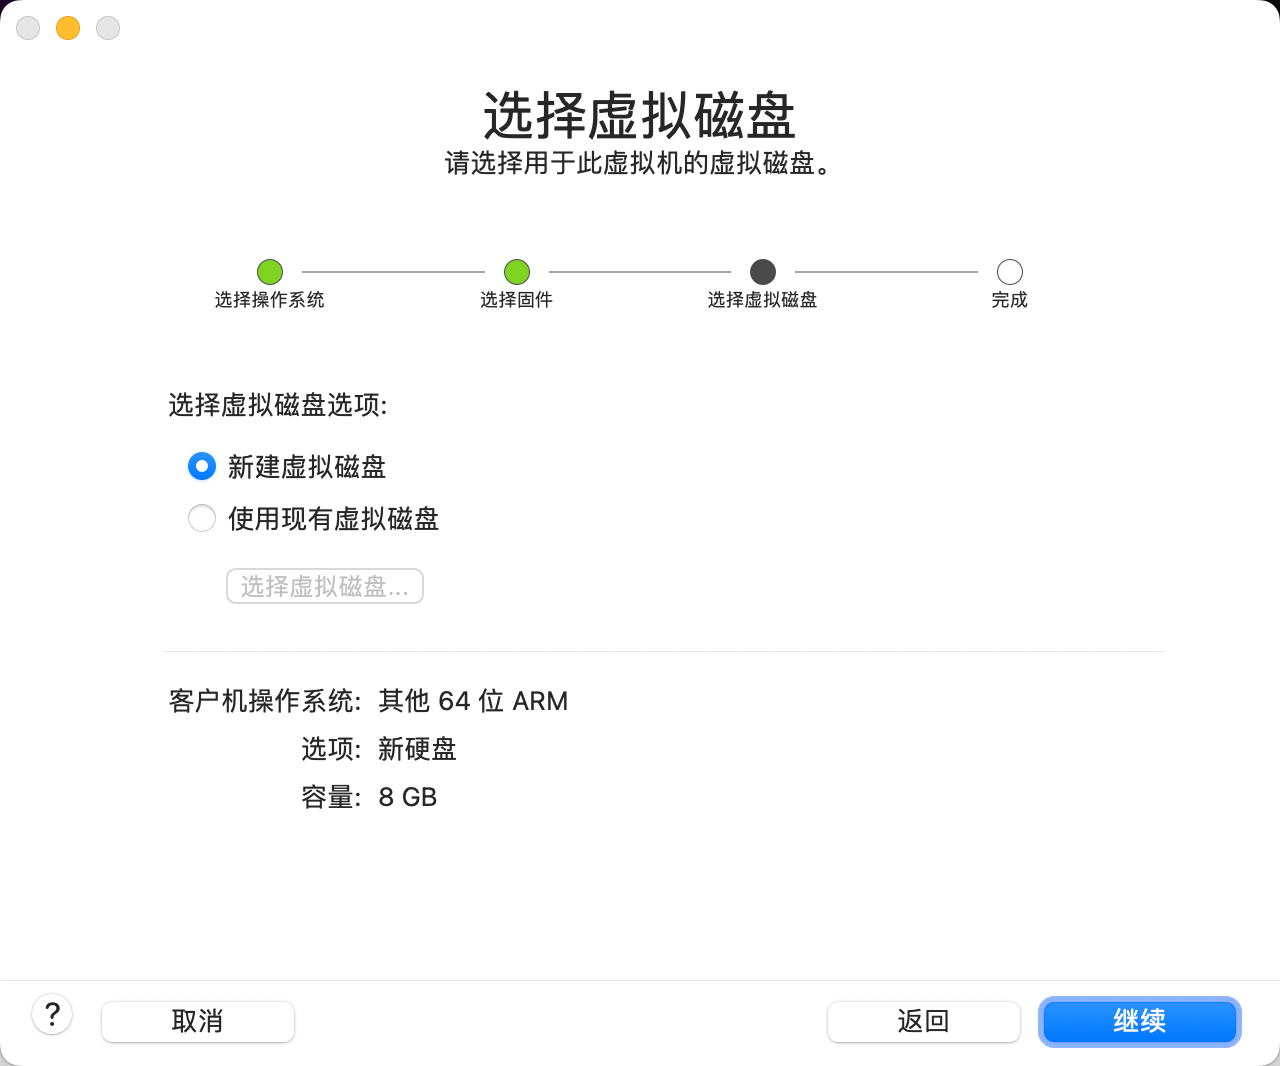 选择虚拟磁盘
请选择用于此虚拟机的虚拟磁盘。
选择操作系统 选择固件 选择虚拟磁盘 完成
选择虚拟磁盘选项:
新建虚拟磁盘
使用现有虚拟磁盘
选择虚拟磁盘...
客户机操作系统: 其他 64 位 ARM
选项: 新硬盘
容量: 8 GB
? 取消 返回 继续